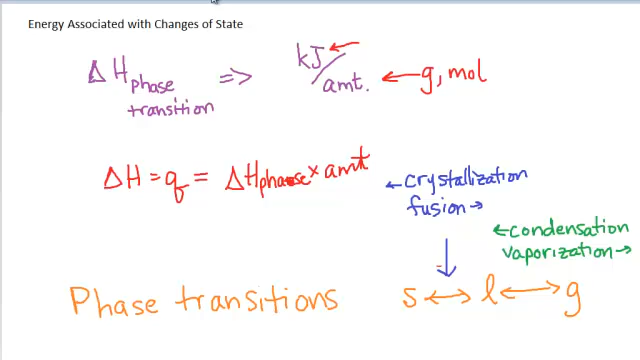 Energy Associated with Changes of State
ΔH phase transition ⇒ kJ/amt. ← g, mol
ΔH = q = ΔHphase × amt
←crystallization
fusion→
←condensation
vaporization→
Phase transitions s ↔ l ↔ g